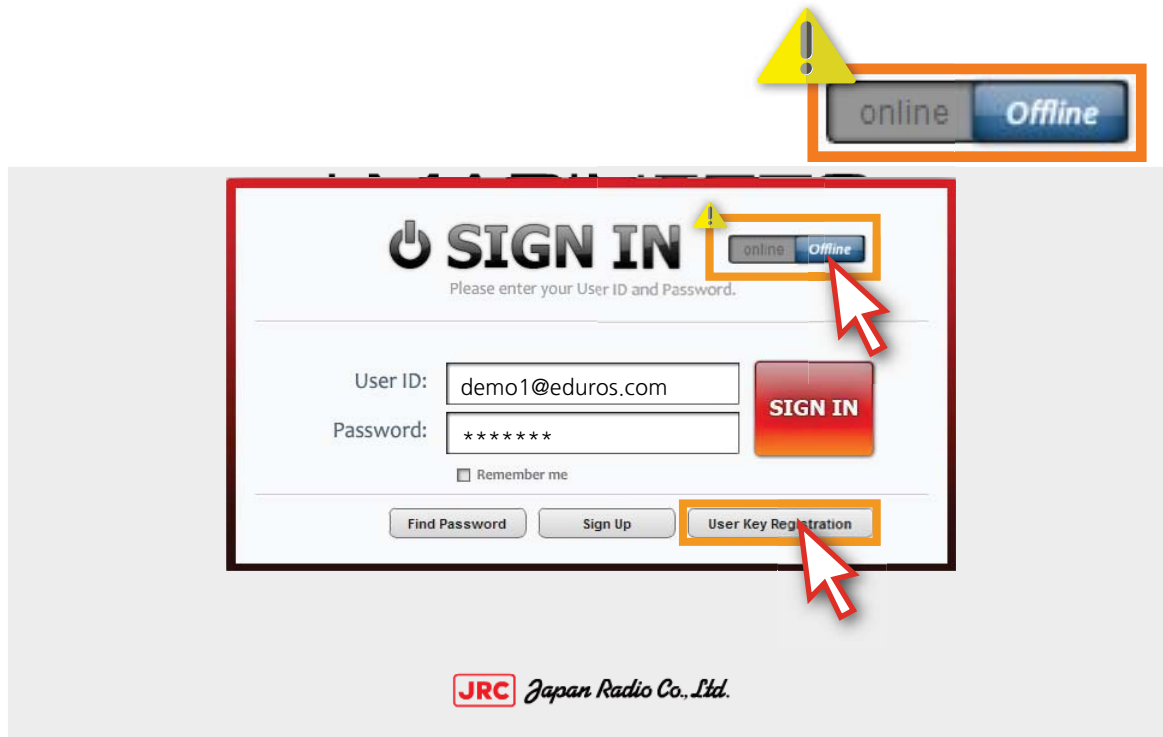 online Offline
SIGN IN
online Offline
Please enter your User ID and Password.
User ID:
demo1@eduros.com
SIGN IN
Password:
*******
Remember me
Find Password
Sign Up
User Key Registration
JRC Japan Radio Co., Ltd.